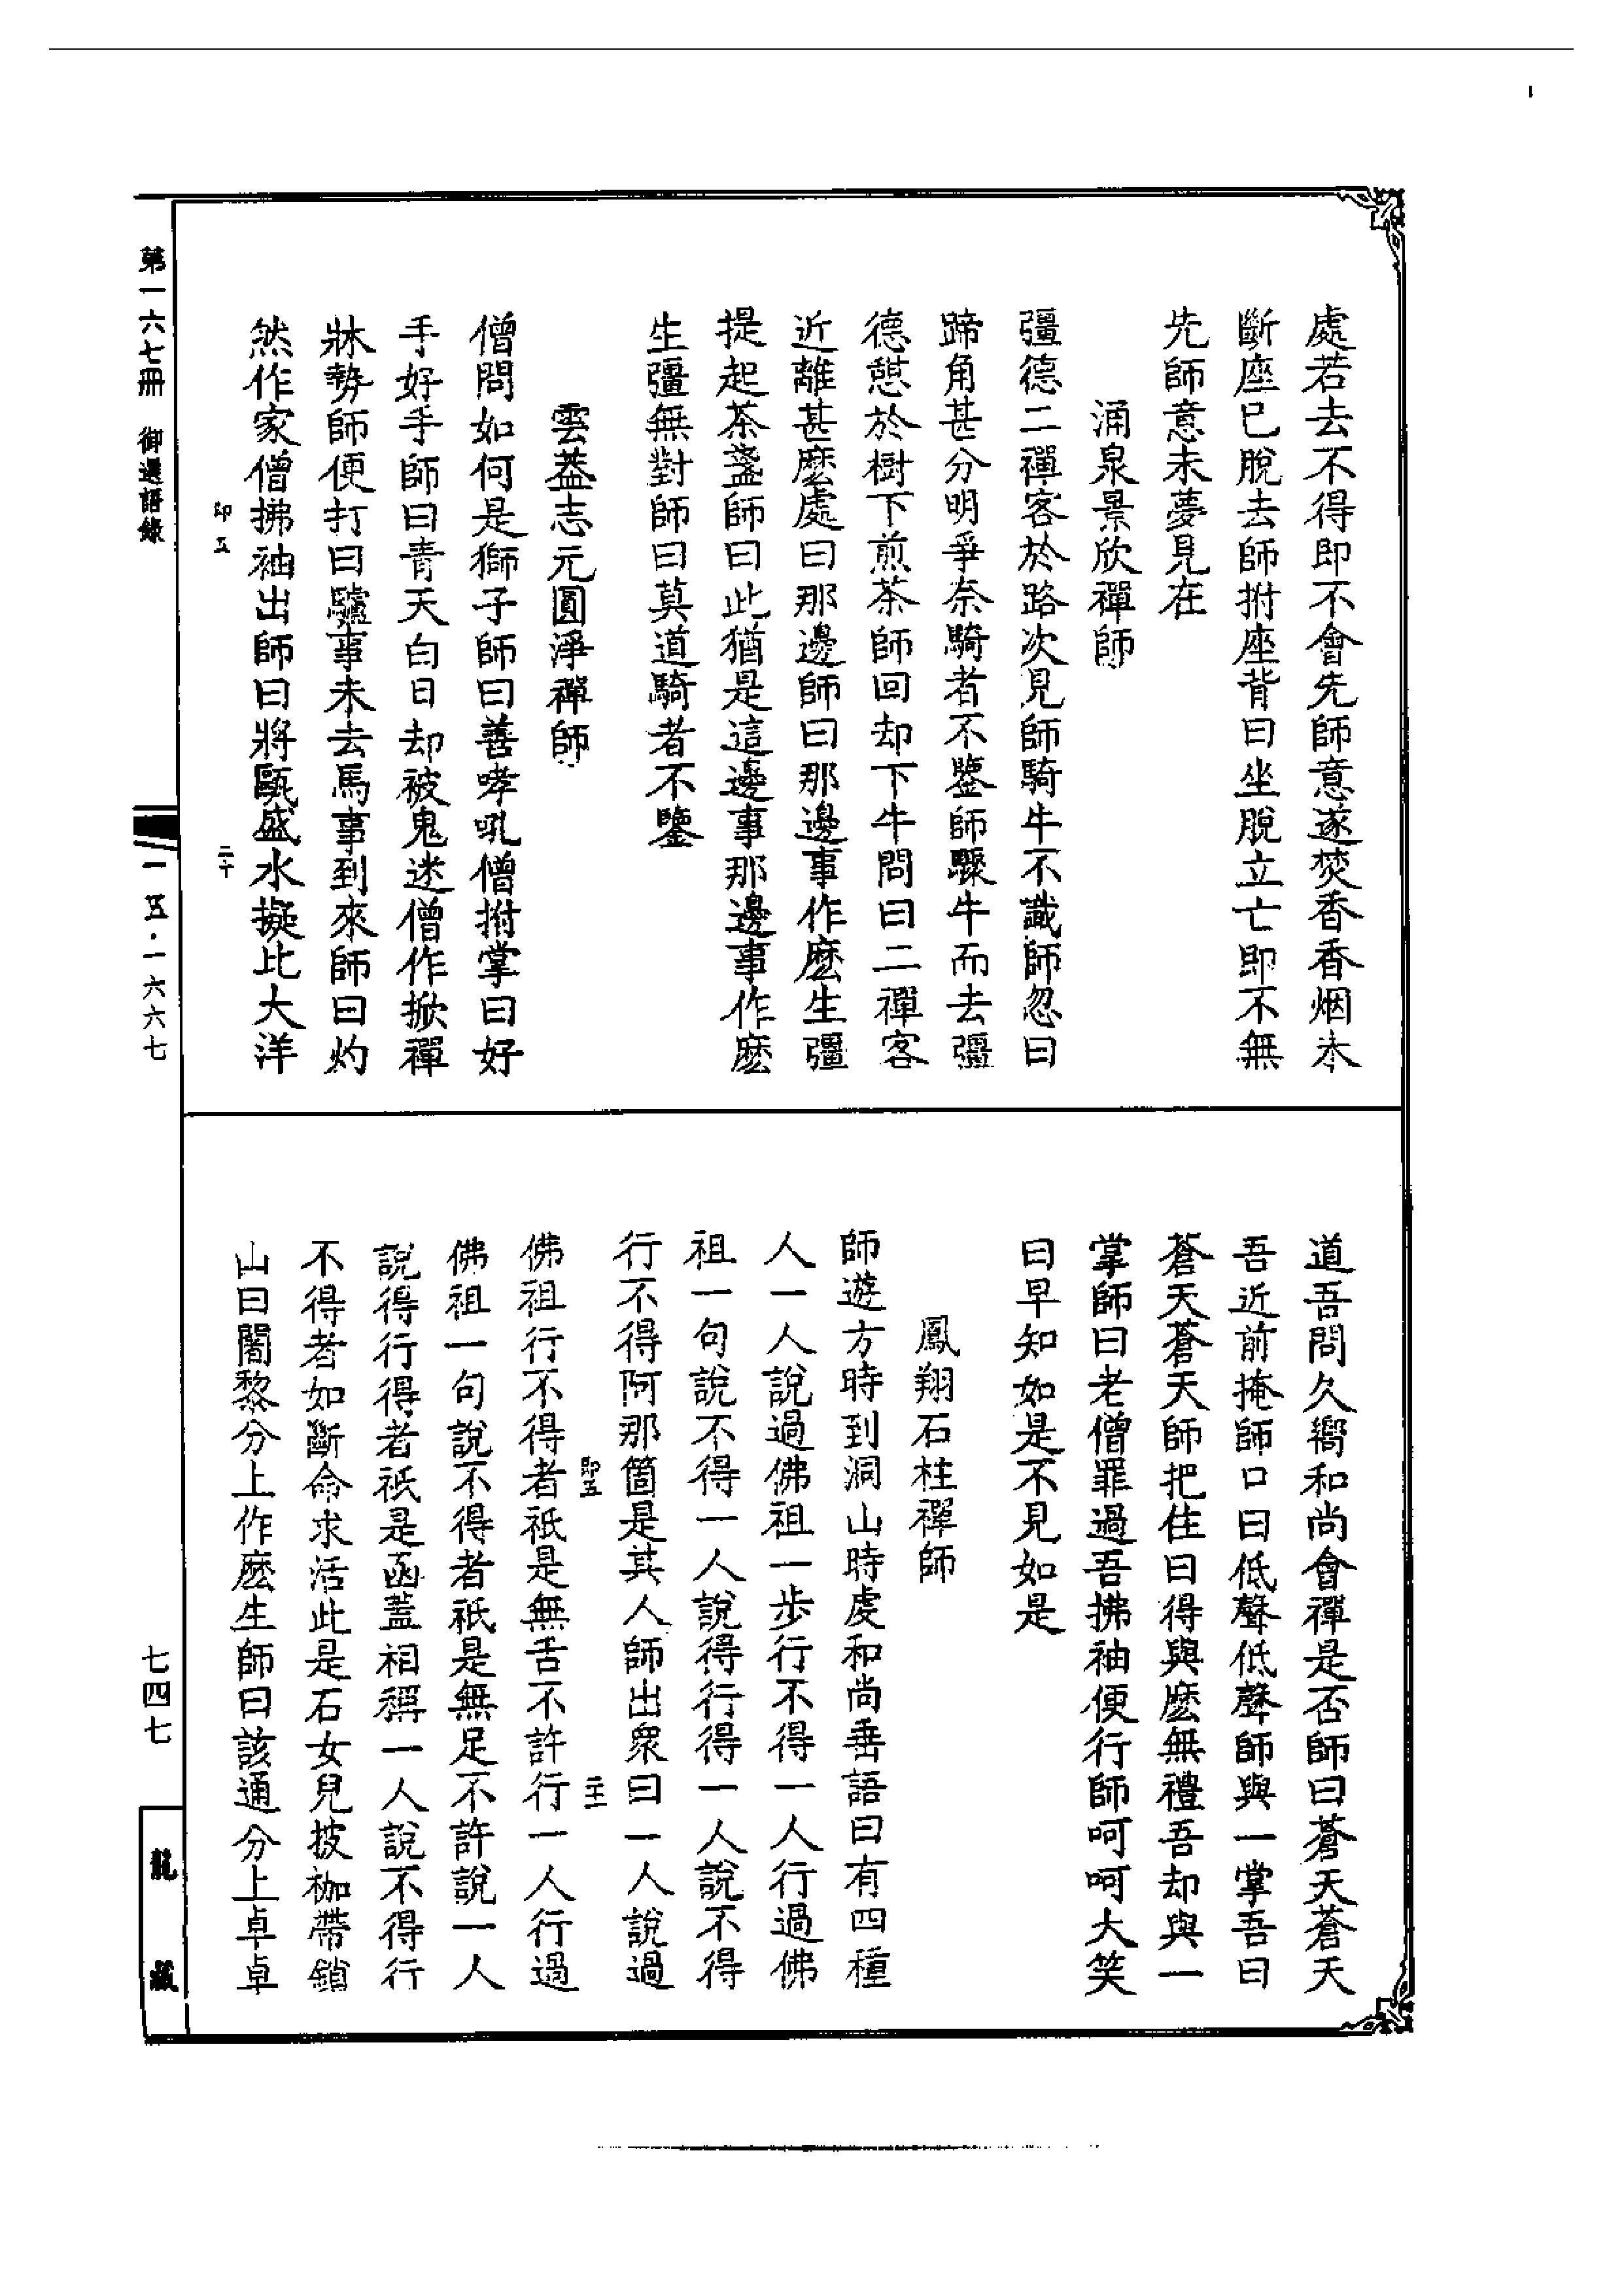 處若去不得即不會先師意遂焚香香烟未
斷座已脫去師拊座背曰坐脫立亡即不無
先師意未夢見在
涌泉景欣禪師
彊德二禪客於路次見師騎牛不識師忽曰
蹄角甚分明爭奈騎者不鑒師驟牛而去彊
德憩於樹下煎茶師回却下牛問曰二禪客
近離甚麼處曰那邊師曰那邊事作麼生彊
提起茶盞師曰此猶是這邊事那邊事作麼
生彊無對師曰莫道騎者不鑒
雲葢志元圓淨禪師
僧問如何是獅子師曰善哮吼僧拊掌曰好
手好手師曰青天白日却被鬼迷僧作掀禪
牀勢師便打曰驢事未去馬事到來師曰灼
然作家僧拂袖出師曰將甌盛水擬比大洋
印五
二十
道吾問久嚮和尚會禪是否師曰蒼天蒼天
吾近前掩師口曰低聲低聲師與一掌吾曰
蒼天蒼天師把住曰得與麼無禮吾却與一
掌師曰老僧罪過吾拂袖便行師呵呵大笑
曰早知如是不見如是
鳳翔石柱禪師
師遊方時到洞山時虔和尚垂語曰有四種
人一人說過佛祖一步行不得一人行過佛
祖一句說不得一人說得行得一人說不得
行不得阿那箇是其人師出衆曰一人說過
印五
二十一
佛祖行不得者祇是無舌不許行一人行過
佛祖一句說不得者祇是無足不許說一人
說得行得者祇是函蓋相稱一人說不得行
不得者如斷命求活此是石女兒披枷帶鎖
山曰闍黎分上作麼生師曰該通分上卓卓
第一六七冊
御選語錄
一五·一六六七
七四七
龍藏